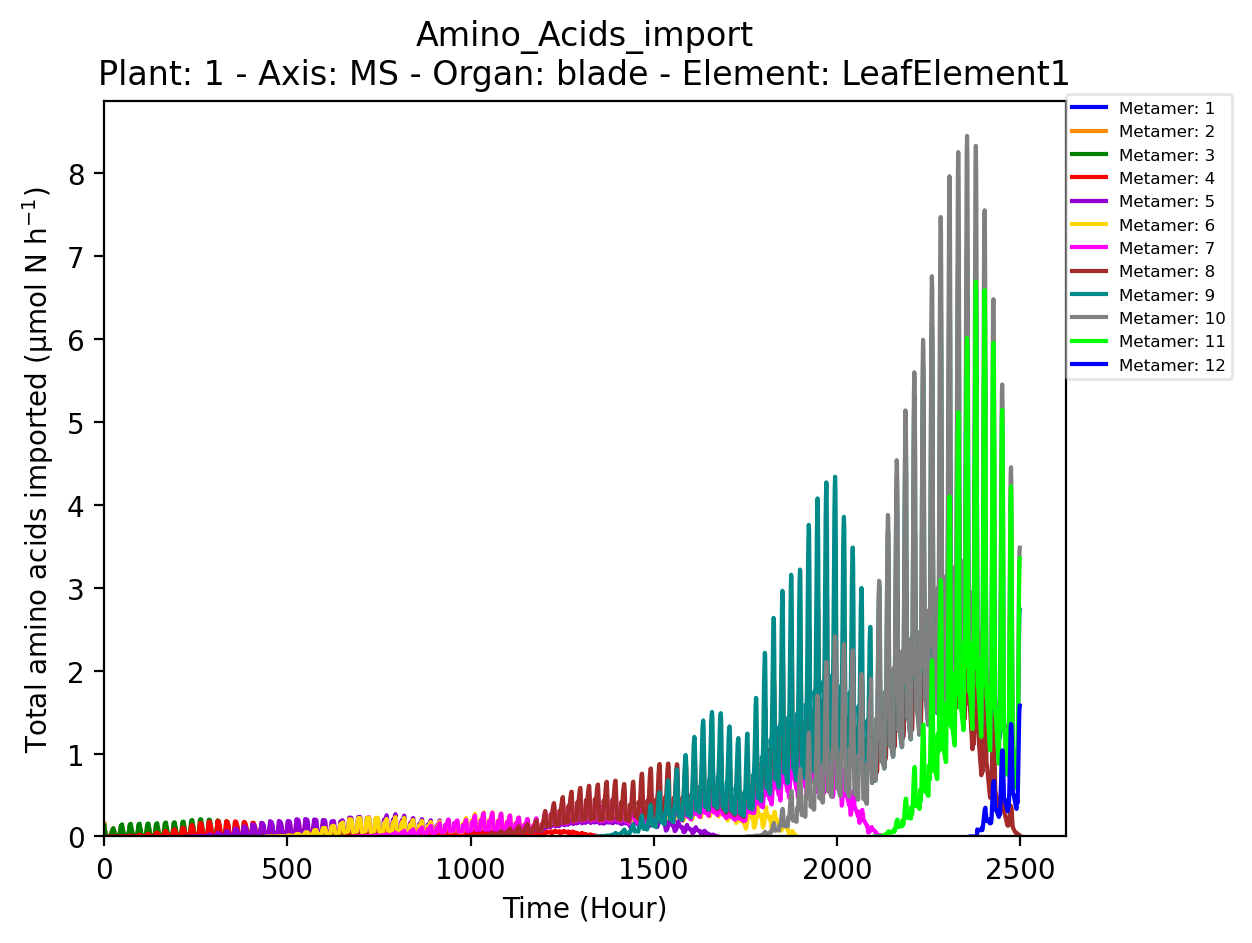 Amino_Acids_import
Plant: 1 - Axis: MS - Organ: blade - Element: LeafElement1
Total amino acids imported (µmol N h⁻¹)
8
7
6
5
4
3
2
1
0
0 500 1000 1500 2000 2500
Time (Hour)
Metamer: 1
Metamer: 2
Metamer: 3
Metamer: 4
Metamer: 5
Metamer: 6
Metamer: 7
Metamer: 8
Metamer: 9
Metamer: 10
Metamer: 11
Metamer: 12